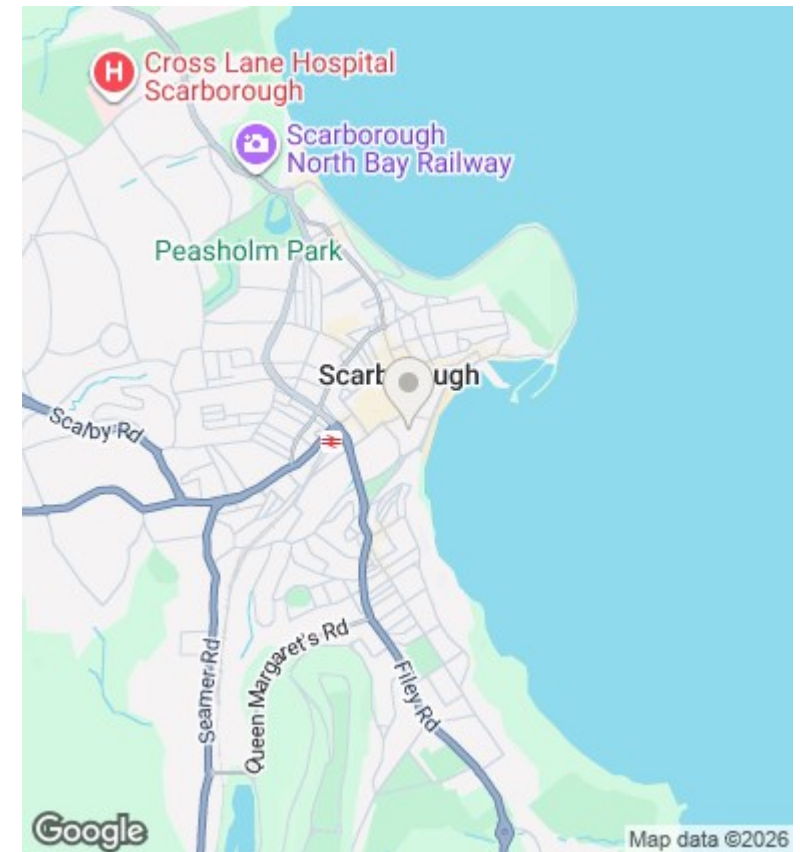 H
Cross Lane Hospital
Scarborough
Scarborough
North Bay Railway
Peasholm Park
Scarb ugh
Scalby Rd
Seamer Rd
Queen Margaret's Rd
Filey Rd
Google
Map data ©2026